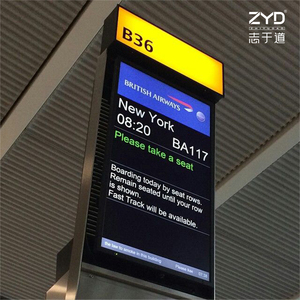 ZYD®
志于道
B36
BRITISH AIRWAYS
New York
08:20 BA117
Please take a seat
Boarding today by seat rows.
Remain seated until your row
is shown.
Fast Track will be available.